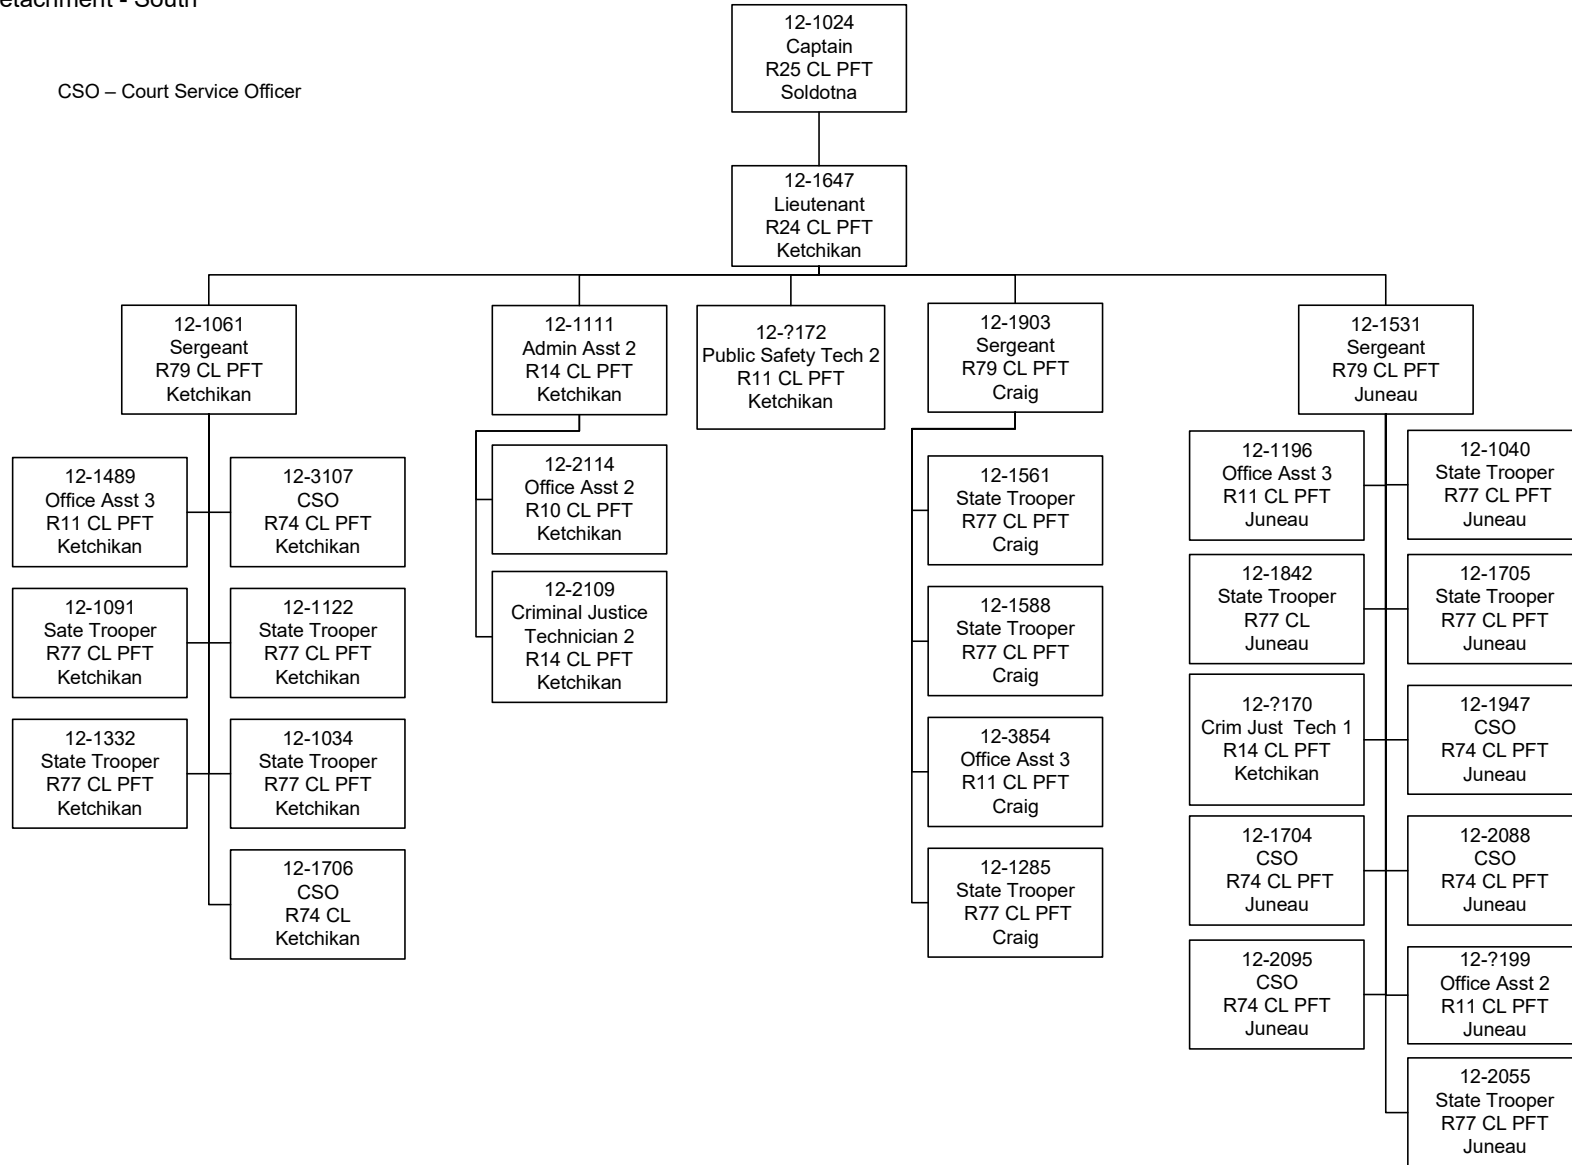 etachment - South
CSO – Court Service Officer
12-1024
Captain
R25 CL PFT
Soldotna
12-1647
Lieutenant
R24 CL PFT
Ketchikan
12-1061
Sergeant
R79 CL PFT
Ketchikan
12-1111
Admin Asst 2
R14 CL PFT
Ketchikan
12-?172
Public Safety Tech 2
R11 CL PFT
Ketchikan
12-1903
Sergeant
R79 CL PFT
Craig
12-1531
Sergeant
R79 CL PFT
Juneau
12-1489
Office Asst 3
R11 CL PFT
Ketchikan
12-3107
CSO
R74 CL PFT
Ketchikan
12-1091
Sate Trooper
R77 CL PFT
Ketchikan
12-1122
State Trooper
R77 CL PFT
Ketchikan
12-1332
State Trooper
R77 CL PFT
Ketchikan
12-1034
State Trooper
R77 CL PFT
Ketchikan
12-1706
CSO
R74 CL
Ketchikan
12-2114
Office Asst 2
R10 CL PFT
Ketchikan
12-2109
Criminal Justice
Technician 2
R14 CL PFT
Ketchikan
12-1561
State Trooper
R77 CL PFT
Craig
12-1588
State Trooper
R77 CL PFT
Craig
12-3854
Office Asst 3
R11 CL PFT
Craig
12-1285
State Trooper
R77 CL PFT
Craig
12-1196
Office Asst 3
R11 CL PFT
Juneau
12-1040
State Trooper
R77 CL PFT
Juneau
12-1842
State Trooper
R77 CL
Juneau
12-1705
State Trooper
R77 CL PFT
Juneau
12-?170
Crim Just  Tech 1
R14 CL PFT
Ketchikan
12-1947
CSO
R74 CL PFT
Juneau
12-1704
CSO
R74 CL PFT
Juneau
12-2088
CSO
R74 CL PFT
Juneau
12-2095
CSO
R74 CL PFT
Juneau
12-?199
Office Asst 2
R11 CL PFT
Juneau
12-2055
State Trooper
R77 CL PFT
Juneau